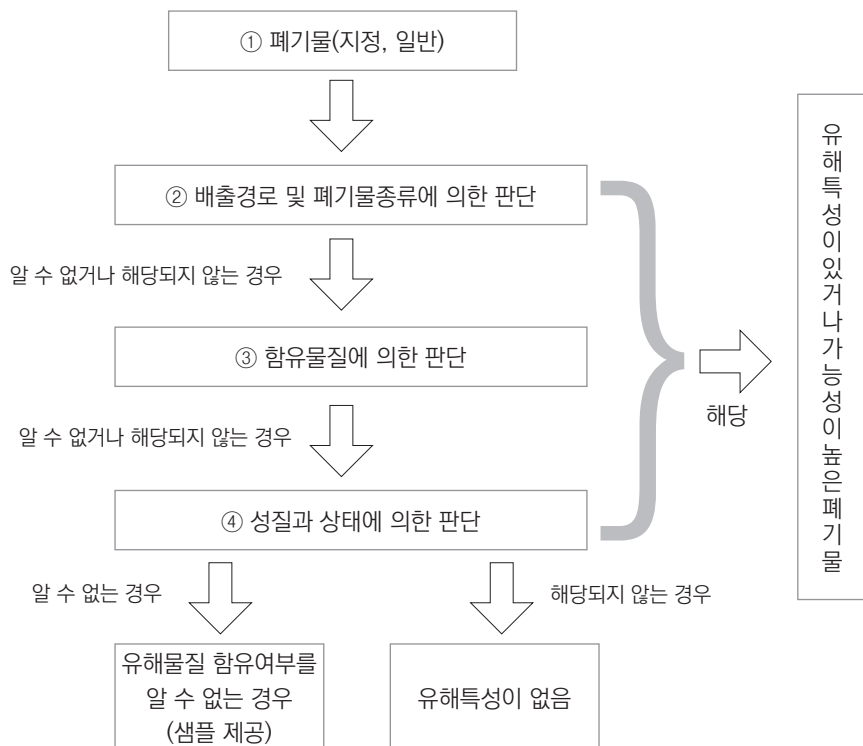 ① 폐기물(지정, 일반)
② 배출경로 및 폐기물종류에 의한 판단
알 수 없거나 해당되지 않는 경우
③ 함유물질에 의한 판단
알 수 없거나 해당되지 않는 경우
④ 성질과 상태에 의한 판단
해당
유해특성이있거나가능성이높은폐기물
알 수 없는 경우
해당되지 않는 경우
유해물질 함유여부를
알 수 없는 경우
(샘플 제공)
유해특성이 없음